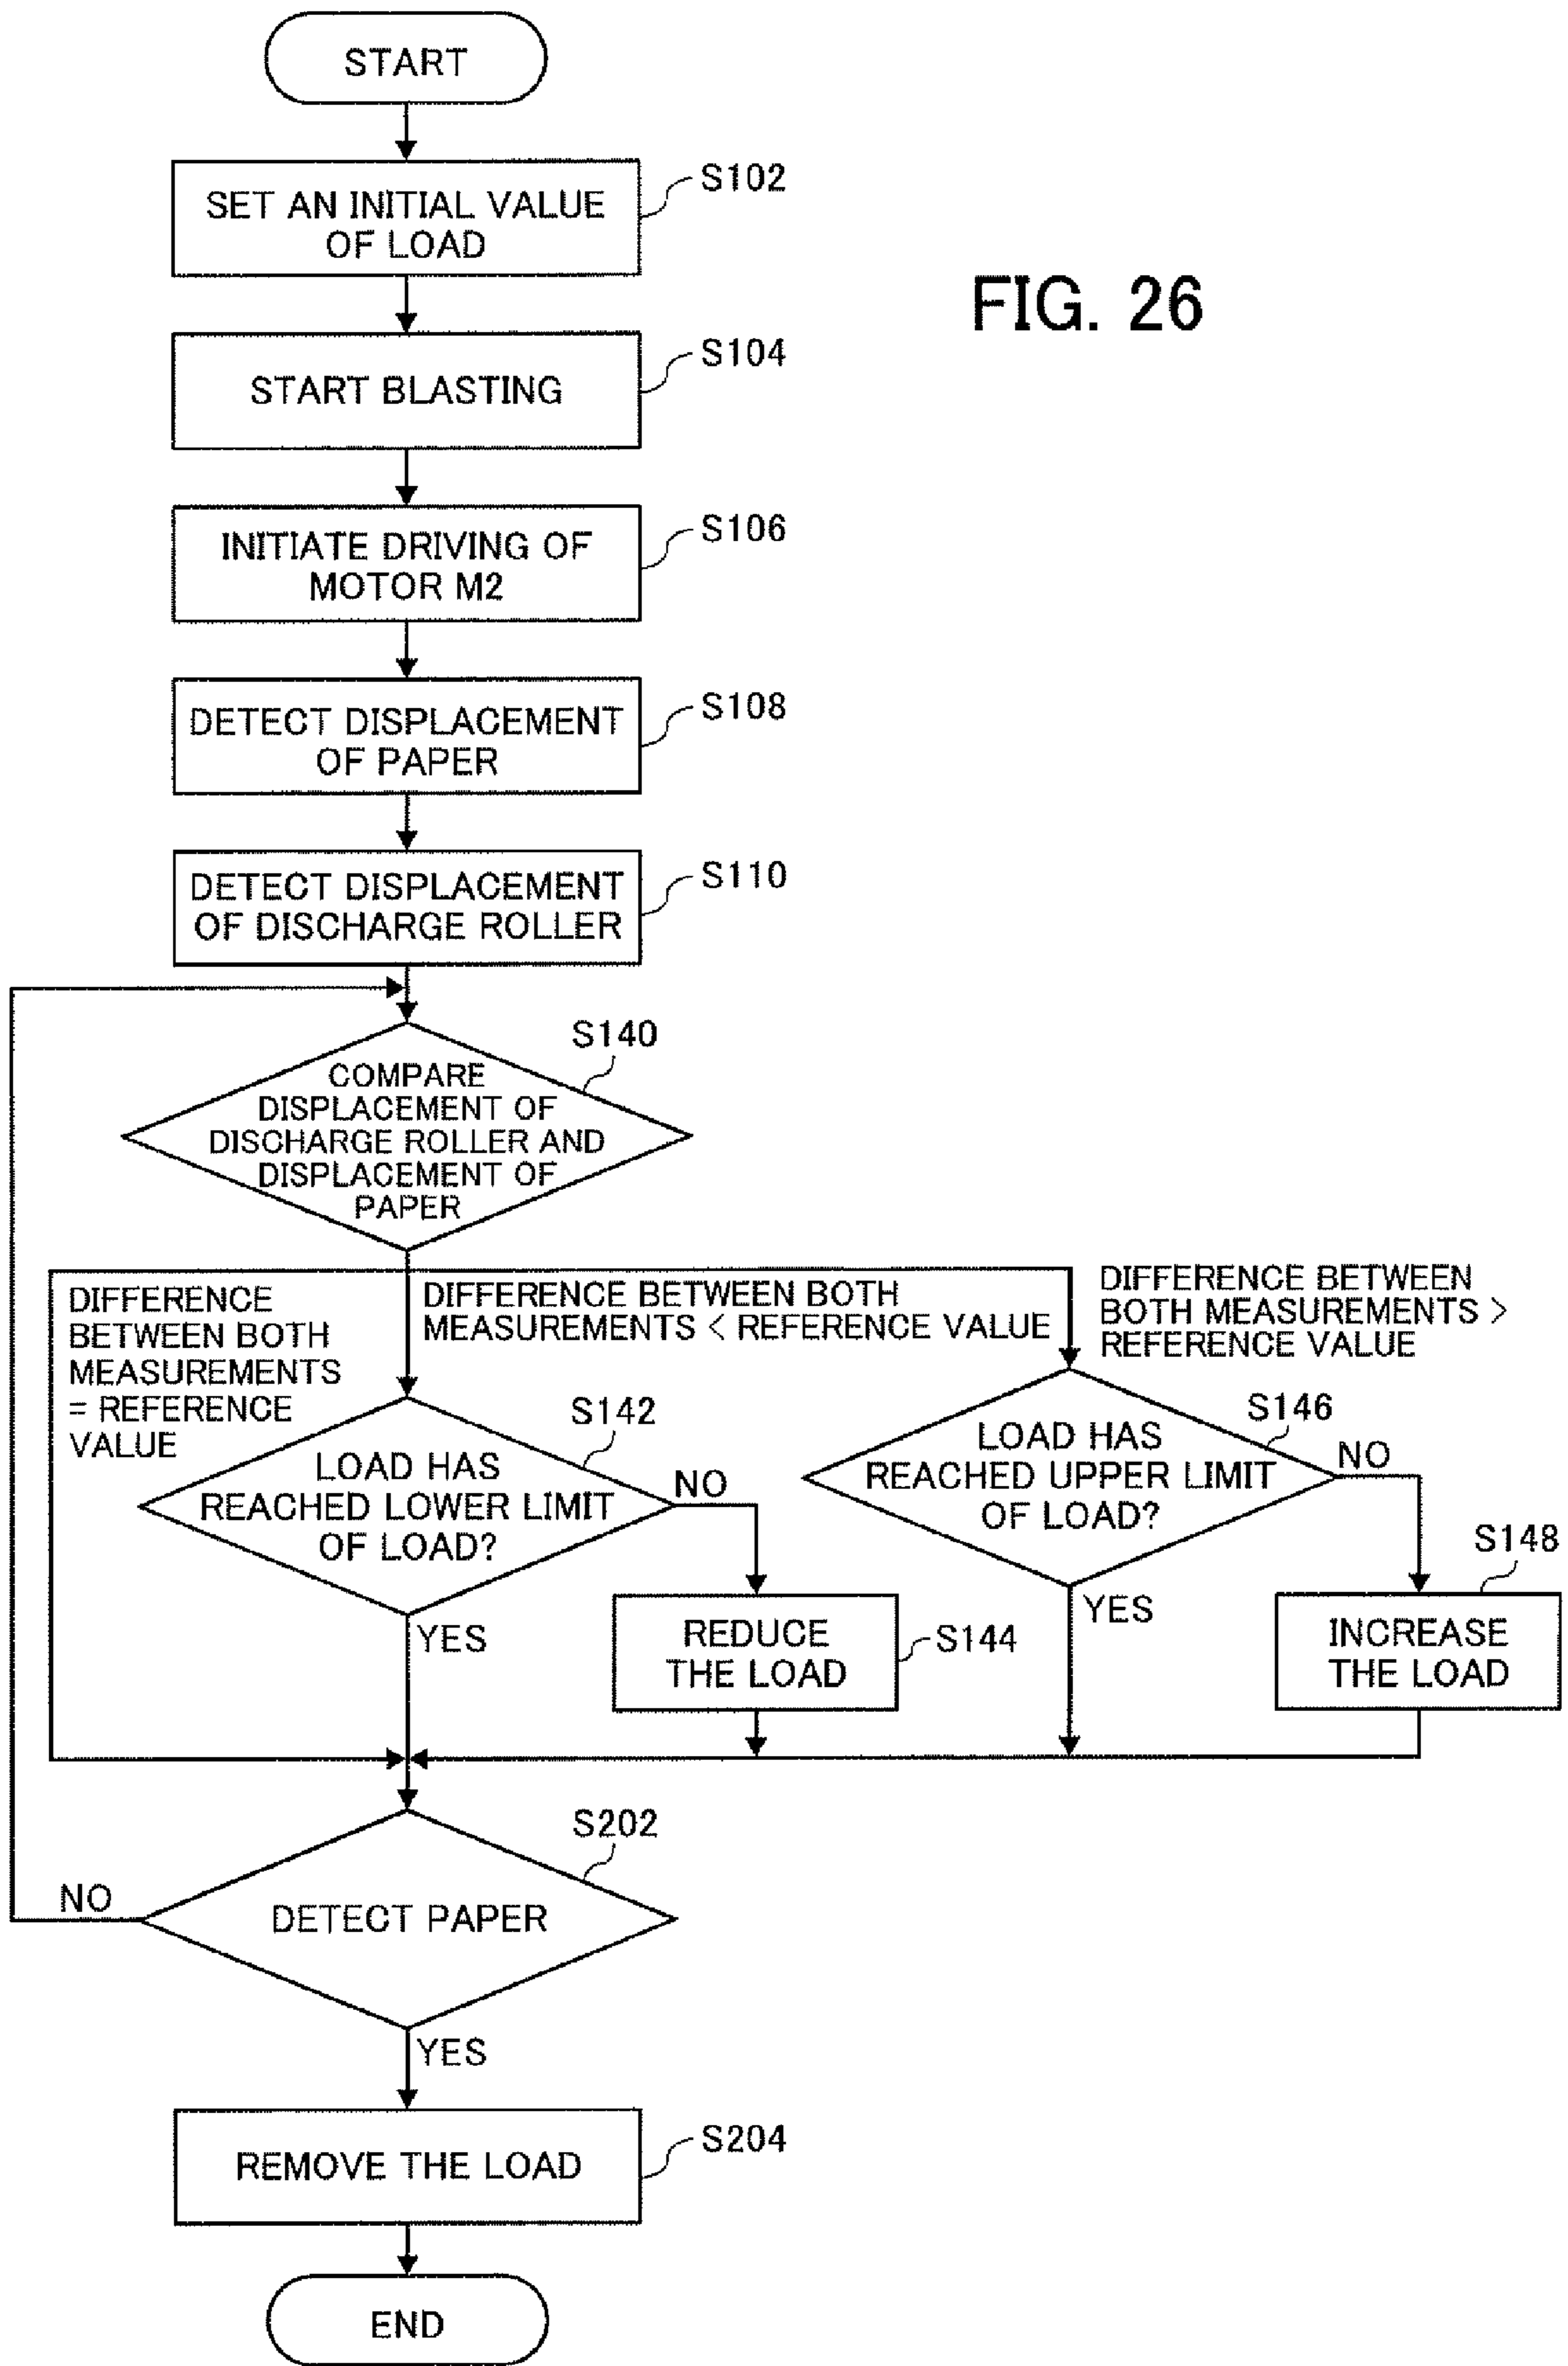 START
S102
SET AN INITIAL VALUE
OF LOAD
FIG. 26
S104
START BLASTING
S106
INITIATE DRIVING OF
MOTOR M2
S108
DETECT DISPLACEMENT
OF PAPER
S110
DETECT DISPLACEMENT
OF DISCHARGE ROLLER
S140
COMPARE
DISPLACEMENT OF
DISCHARGE ROLLER AND
DISPLACEMENT OF
PAPER
DIFFERENCE
BETWEEN BOTH
MEASUREMENTS
= REFERENCE
VALUE
DIFFERENCE BETWEEN BOTH
MEASUREMENTS < REFERENCE VALUE
DIFFERENCE BETWEEN
BOTH MEASUREMENTS >
REFERENCE VALUE
S142
LOAD HAS
REACHED LOWER LIMIT
OF LOAD?
NO
YES
S146
LOAD HAS
REACHED UPPER LIMIT
OF LOAD?
NO
YES
REDUCE
THE LOAD
S144
S148
INCREASE
THE LOAD
S202
DETECT PAPER
NO
YES
S204
REMOVE THE LOAD
END